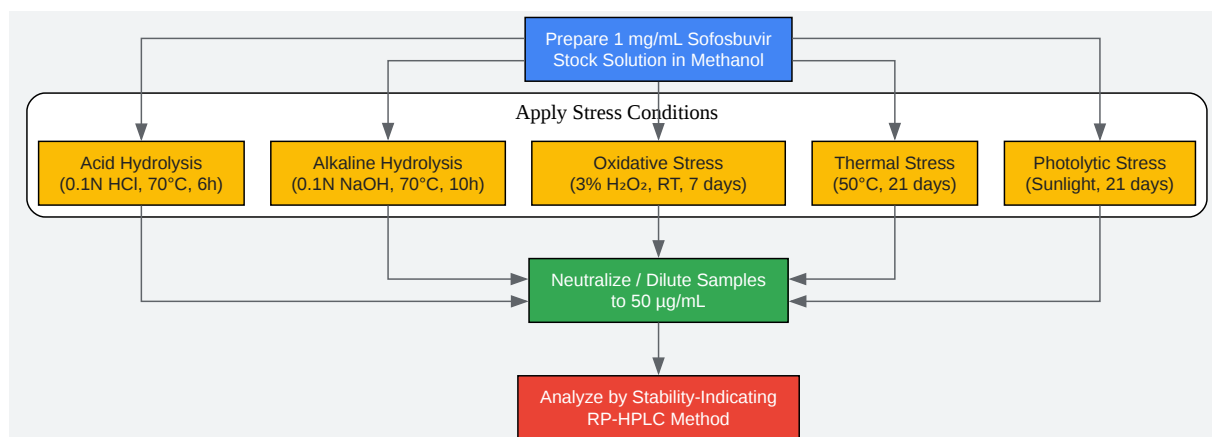 Prepare 1 mg/mL Sofosbuvir
Stock Solution in Methanol
Apply Stress Conditions
Acid Hydrolysis
(0.1N HCl, 70°C, 6h)
Alkaline Hydrolysis
(0.1N NaOH, 70°C, 10h)
Oxidative Stress
(3% H₂O₂, RT, 7 days)
Thermal Stress
(50°C, 21 days)
Photolytic Stress
(Sunlight, 21 days)
Neutralize / Dilute Samples
to 50 µg/mL
Analyze by Stability-Indicating
RP-HPLC Method